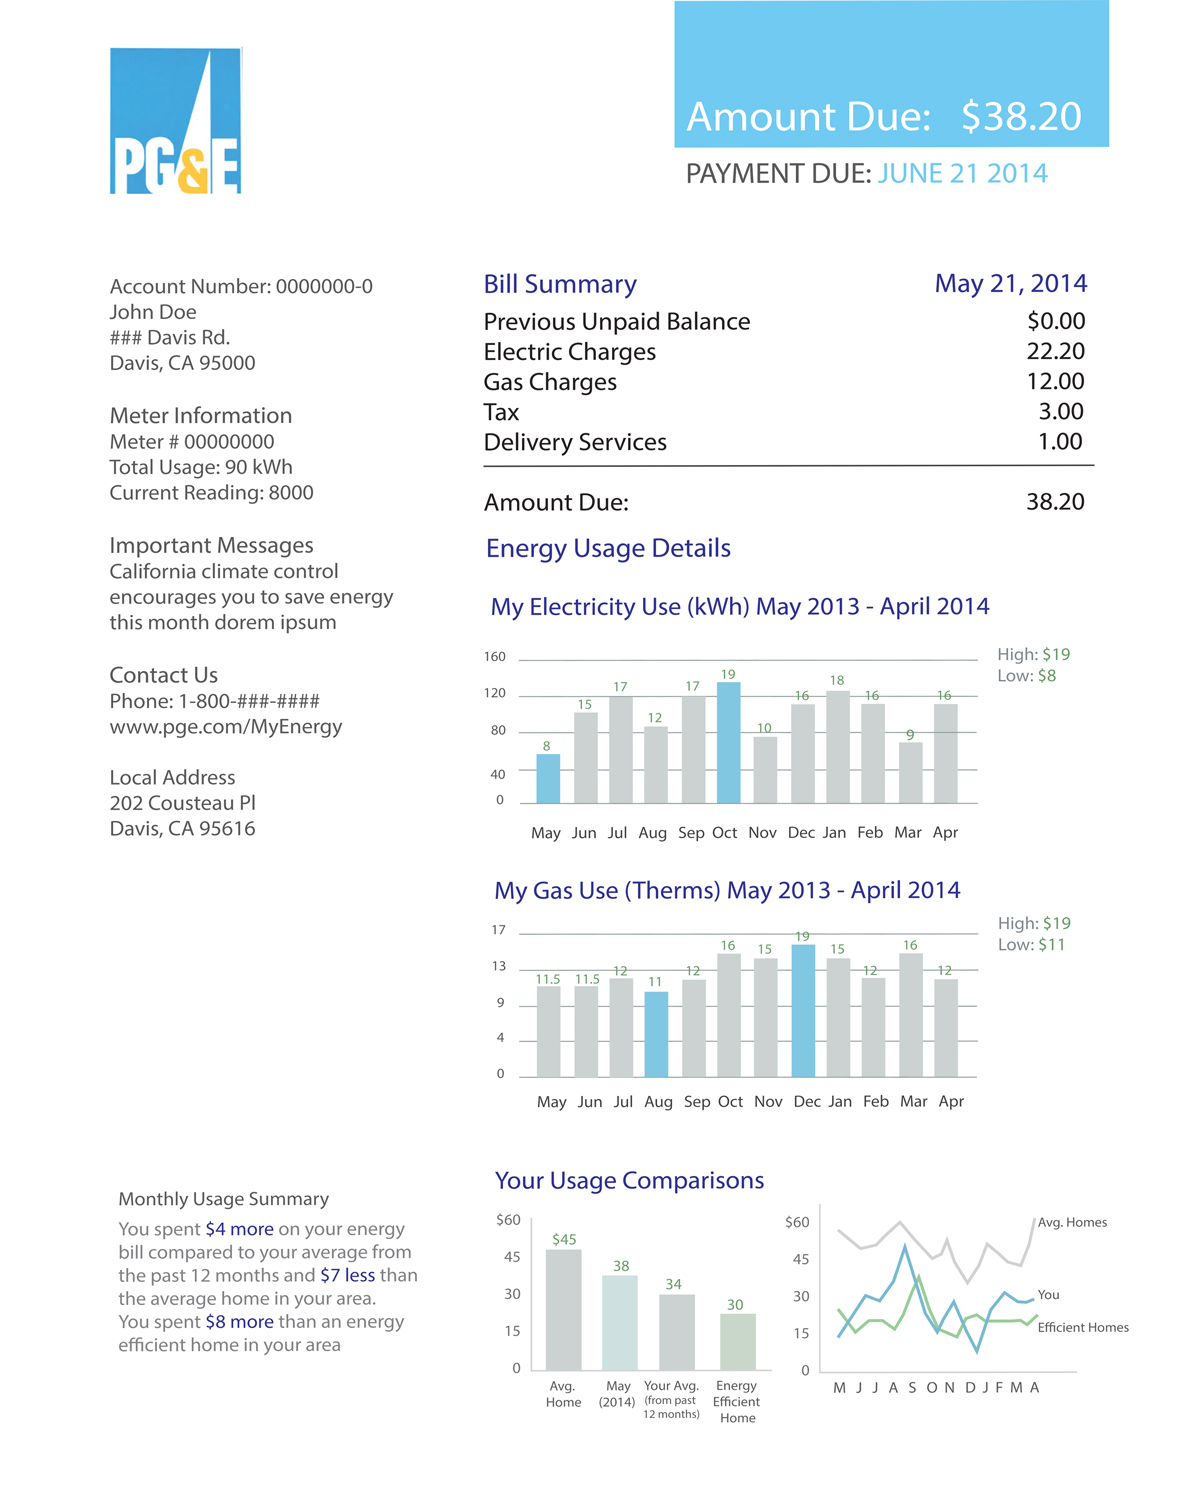 PG&E
Amount Due: $38.20
PAYMENT DUE: JUNE 21 2014
Account Number: 0000000-0
John Doe
### Davis Rd.
Davis, CA 95000
Meter Information
Meter # 00000000
Total Usage: 90 kWh
Current Reading: 8000
Important Messages
California climate control
encourages you to save energy
this month dorem ipsum
Contact Us
Phone: 1-800-###-####
www.pge.com/MyEnergy
Local Address
202 Cousteau Pl
Davis, CA 95616
Bill Summary May 21, 2014
Previous Unpaid Balance $0.00
Electric Charges 22.20
Gas Charges 12.00
Tax 3.00
Delivery Services 1.00
Amount Due: 38.20
Energy Usage Details
My Electricity Use (kWh) May 2013 - April 2014
High: $19
Low: $8
160
120
80
40
0
8 15 17 12 17 19 10 16 18 16 9 16
May Jun Jul Aug Sep Oct Nov Dec Jan Feb Mar Apr
My Gas Use (Therms) May 2013 - April 2014
High: $19
Low: $11
17
13
9
4
0
11.5 11.5 12 11 12 16 15 19 15 12 16 12
May Jun Jul Aug Sep Oct Nov Dec Jan Feb Mar Apr
Monthly Usage Summary
You spent $4 more on your energy
bill compared to your average from
the past 12 months and $7 less than
the average home in your area.
You spent $8 more than an energy
efficient home in your area
Your Usage Comparisons
$60
45
30
15
0
$45 38 34 30
Avg.
Home
May
(2014)
Your Avg.
(from past
12 months)
Energy
Efficient
Home
$60
45
30
15
0
Avg. Homes
You
Efficient Homes
M J J A S O N D J F M A